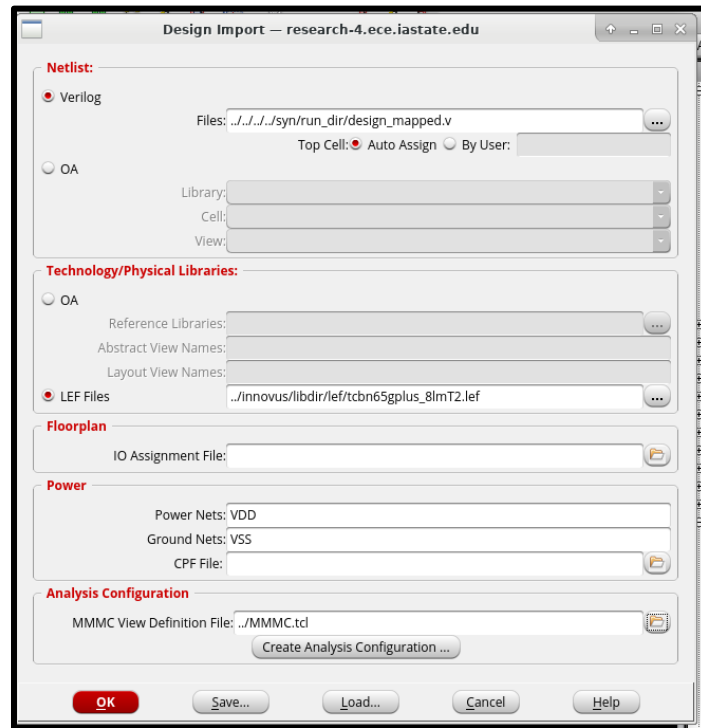 Design Import — research-4.ece.iastate.edu
Netlist:
Verilog
Files: ../../../../syn/run_dir/design_mapped.v ...
Top Cell: Auto Assign By User:
OA
Library:
Cell:
View:
Technology/Physical Libraries:
OA
Reference Libraries: ...
Abstract View Names:
Layout View Names:
LEF Files ../innovus/libdir/lef/tcbn65gplus_8lmT2.lef ...
Floorplan
IO Assignment File:
Power
Power Nets: VDD
Ground Nets: VSS
CPF File:
Analysis Configuration
MMMC View Definition File: ../MMMC.tcl
Create Analysis Configuration ...
OK Save... Load... Cancel Help